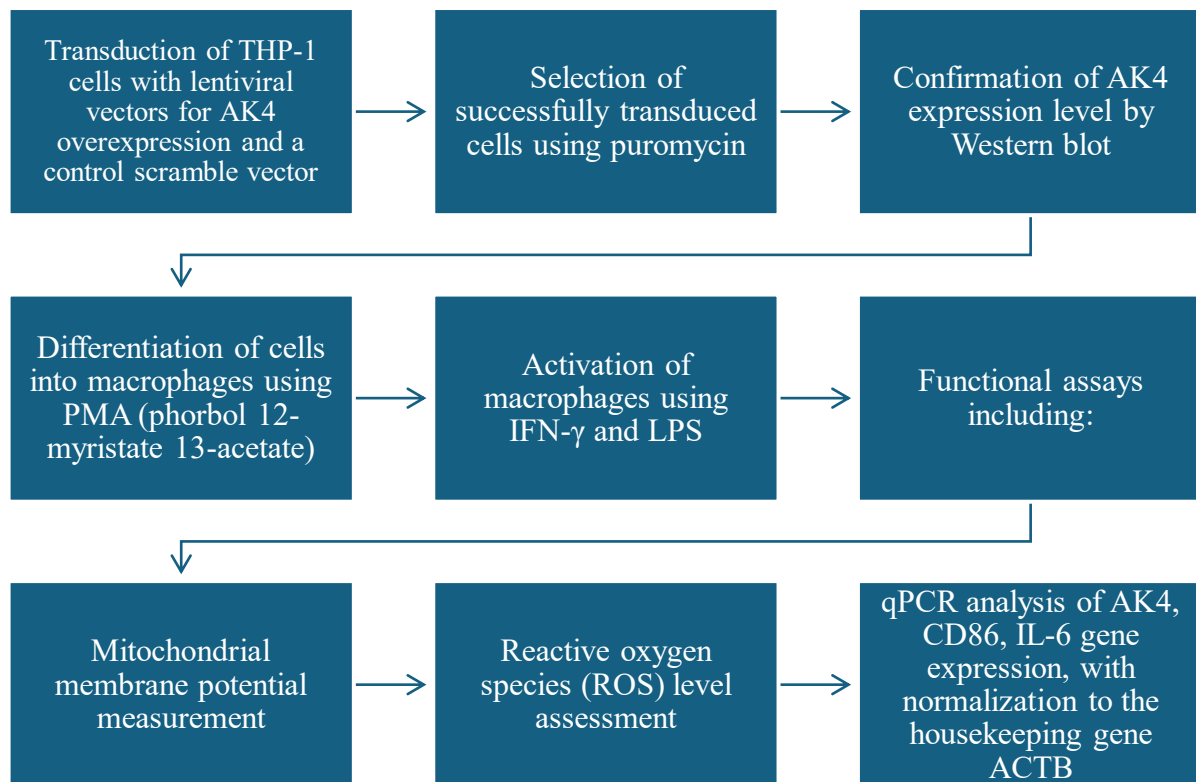 Transduction of THP-1
cells with lentiviral
vectors for AK4
overexpression and a
control scramble vector
Selection of
successfully transduced
cells using puromycin
Confirmation of AK4
expression level by
Western blot
Differentiation of cells
into macrophages using
PMA (phorbol 12-
myristate 13-acetate)
Activation of
macrophages using
IFN-γ and LPS
Functional assays
including:
Mitochondrial
membrane potential
measurement
Reactive oxygen
species (ROS) level
assessment
qPCR analysis of AK4,
CD86, IL-6 gene
expression, with
normalization to the
housekeeping gene
ACTB